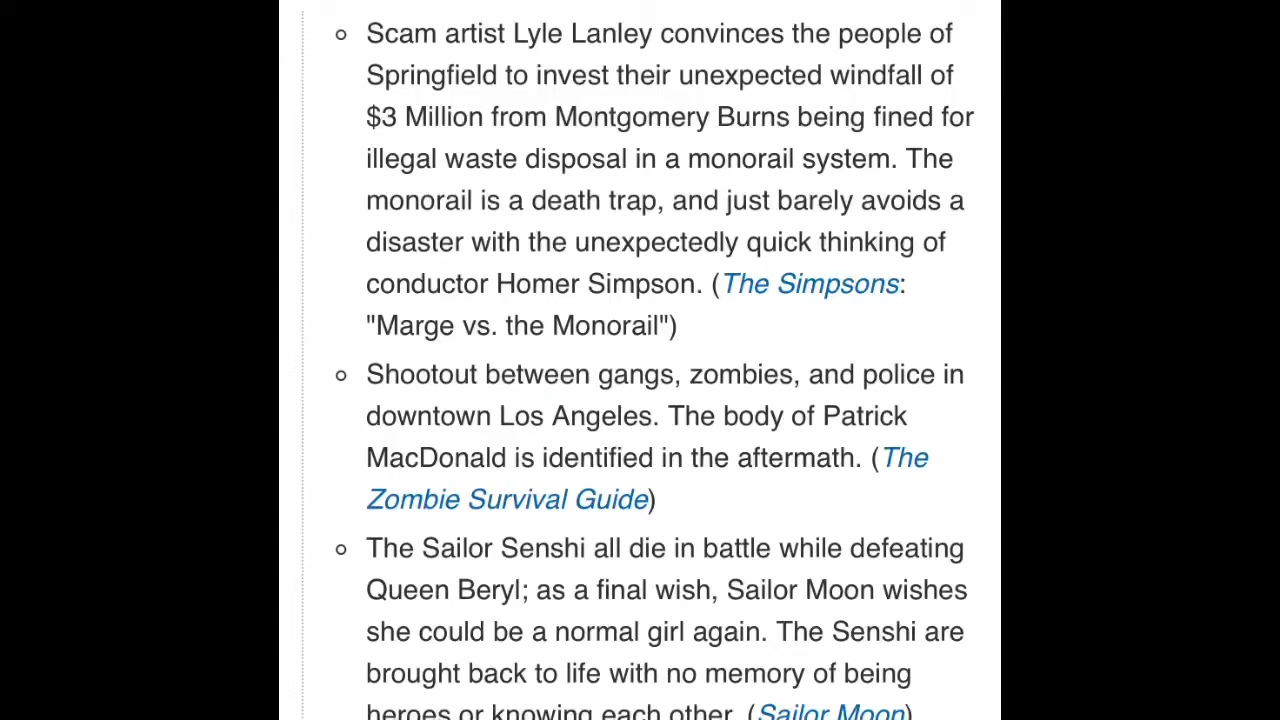 Scam artist Lyle Lanley convinces the people of
Springfield to invest their unexpected windfall of
$3 Million from Montgomery Burns being fined for
illegal waste disposal in a monorail system. The
monorail is a death trap, and just barely avoids a
disaster with the unexpectedly quick thinking of
conductor Homer Simpson. (The Simpsons:
"Marge vs. the Monorail")
Shootout between gangs, zombies, and police in
downtown Los Angeles. The body of Patrick
MacDonald is identified in the aftermath. (The
Zombie Survival Guide)
The Sailor Senshi all die in battle while defeating
Queen Beryl; as a final wish, Sailor Moon wishes
she could be a normal girl again. The Senshi are
brought back to life with no memory of being
heroes or knowing each other. (Sailor Moon)